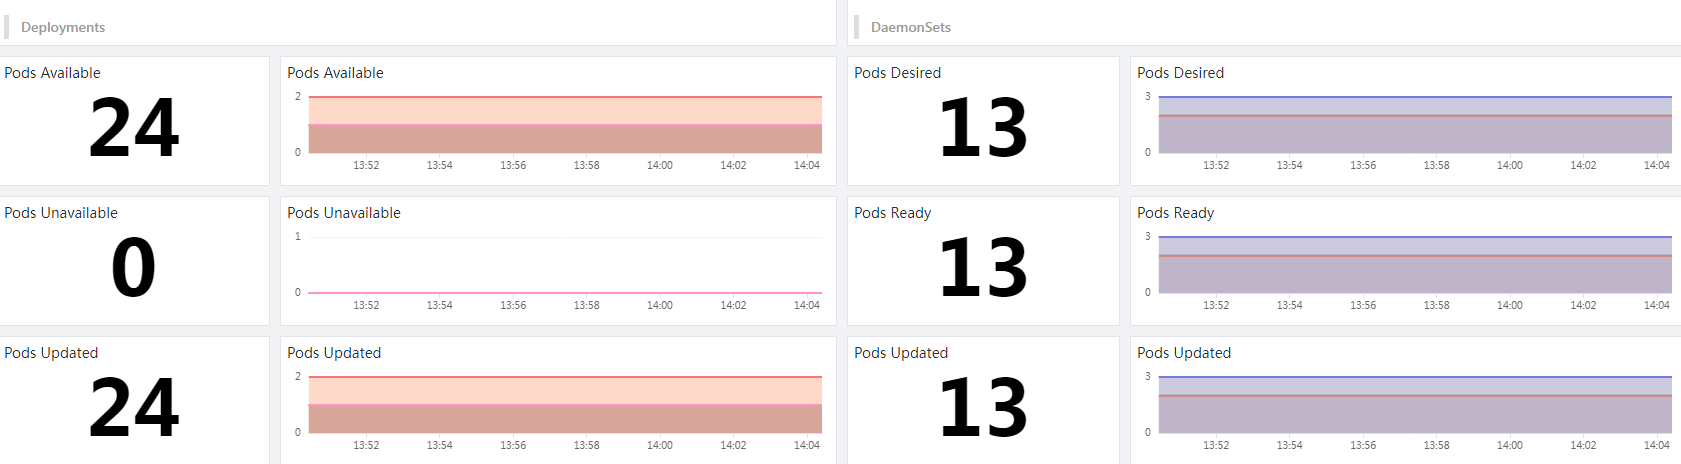 Deployments
DaemonSets
Pods Available
24
Pods Available
2
0
13:52 13:54 13:56 13:58 14:00 14:02 14:04
Pods Desired
13
Pods Desired
3
0
13:52 13:54 13:56 13:58 14:00 14:02 14:04
Pods Unavailable
0
Pods Unavailable
1
0
13:52 13:54 13:56 13:58 14:00 14:02 14:04
Pods Ready
13
Pods Ready
3
0
13:52 13:54 13:56 13:58 14:00 14:02 14:04
Pods Updated
24
Pods Updated
2
0
13:52 13:54 13:56 13:58 14:00 14:02 14:04
Pods Updated
13
Pods Updated
3
0
13:52 13:54 13:56 13:58 14:00 14:02 14:04